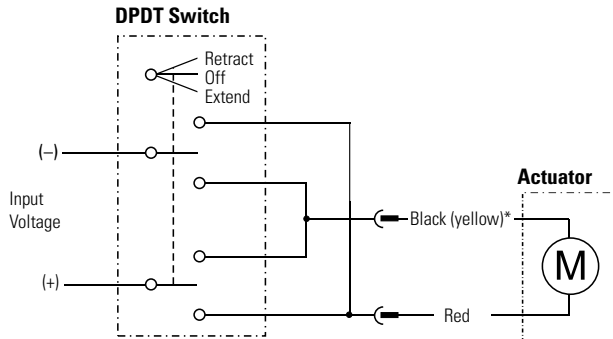 DPDT Switch
Retract
Off
Extend
(–)
Input
Voltage
(+)
Actuator
Black (yellow)*
M
Red